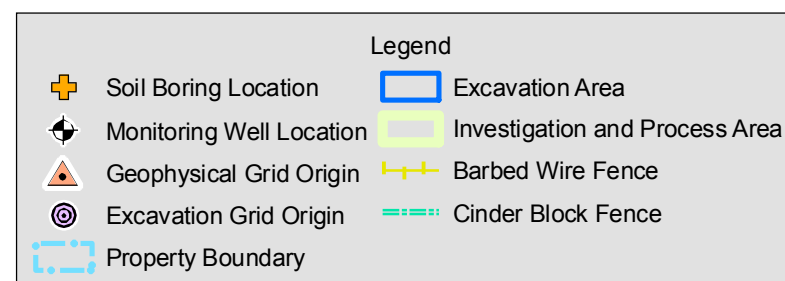 Legend
Soil Boring Location
Monitoring Well Location
Geophysical Grid Origin
Excavation Grid Origin
Property Boundary
Excavation Area
Investigation and Process Area
Barbed Wire Fence
Cinder Block Fence